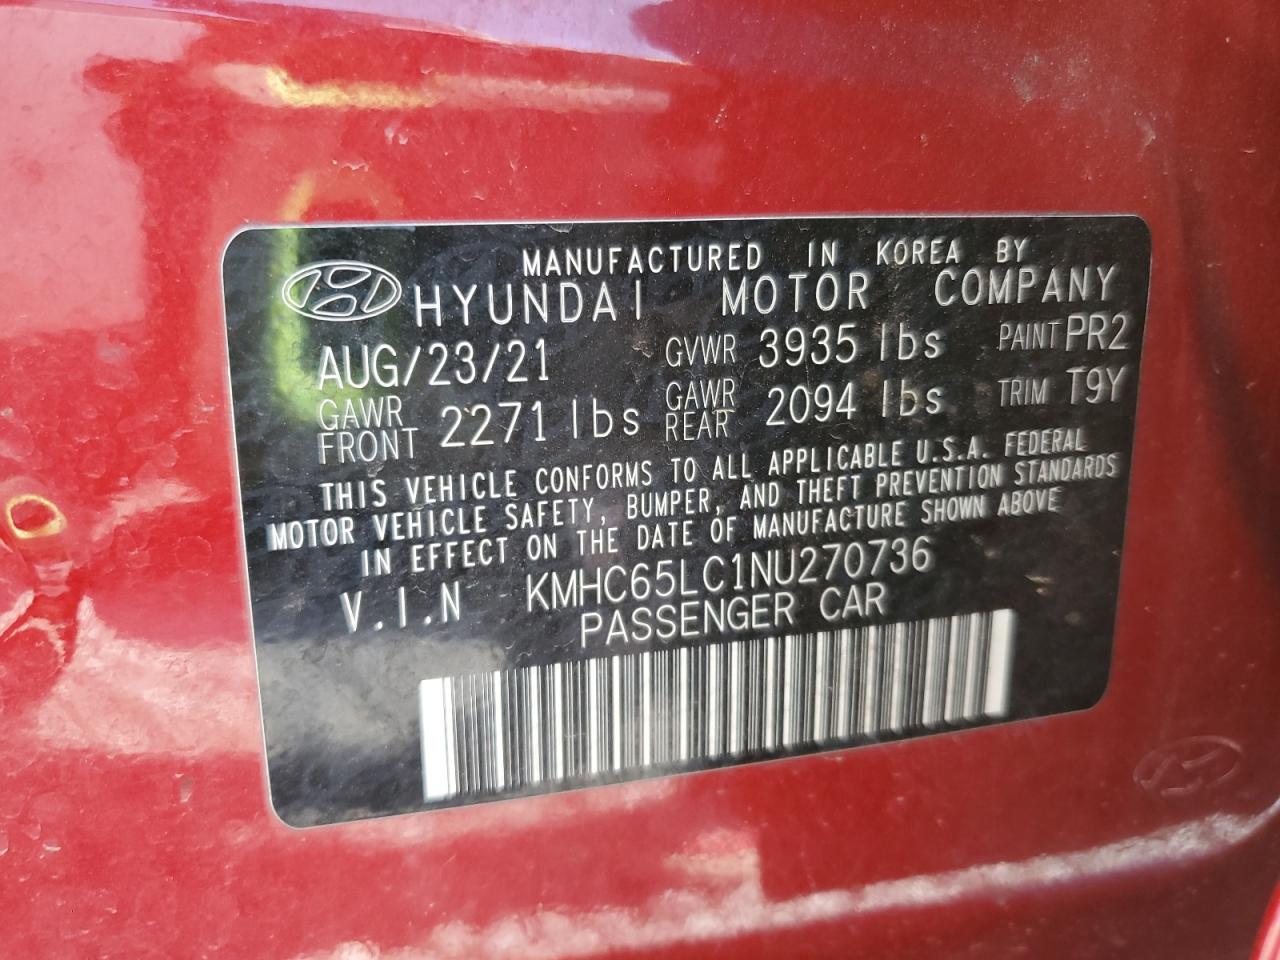 MANUFACTURED IN KOREA BY
HYUNDAI MOTOR COMPANY
AUG/23/21 GVWR 3935 lbs PAINT PR2
GAWR FRONT 2271 lbs GAWR REAR 2094 lbs TRIM T9Y
THIS VEHICLE CONFORMS TO ALL APPLICABLE U.S.A. FEDERAL
MOTOR VEHICLE SAFETY, BUMPER, AND THEFT PREVENTION STANDARDS
IN EFFECT ON THE DATE OF MANUFACTURE SHOWN ABOVE
V.I.N KMHC65LC1NU270736
PASSENGER CAR